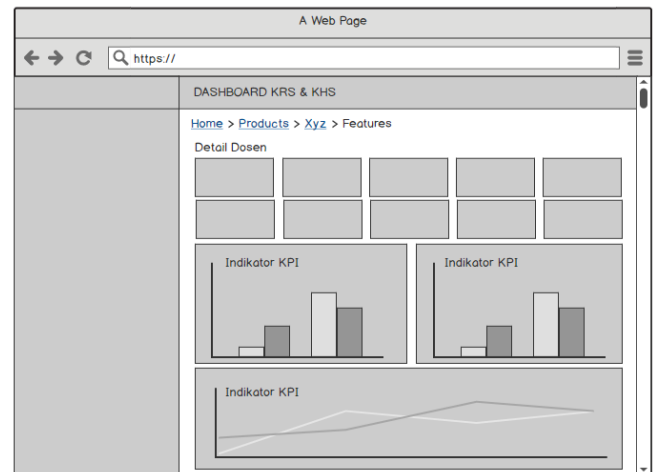 A Web Page
https://
DASHBOARD KRS & KHS
Home > Products > Xyz > Features
Detail Dosen
Indikator KPI
Indikator KPI
Indikator KPI